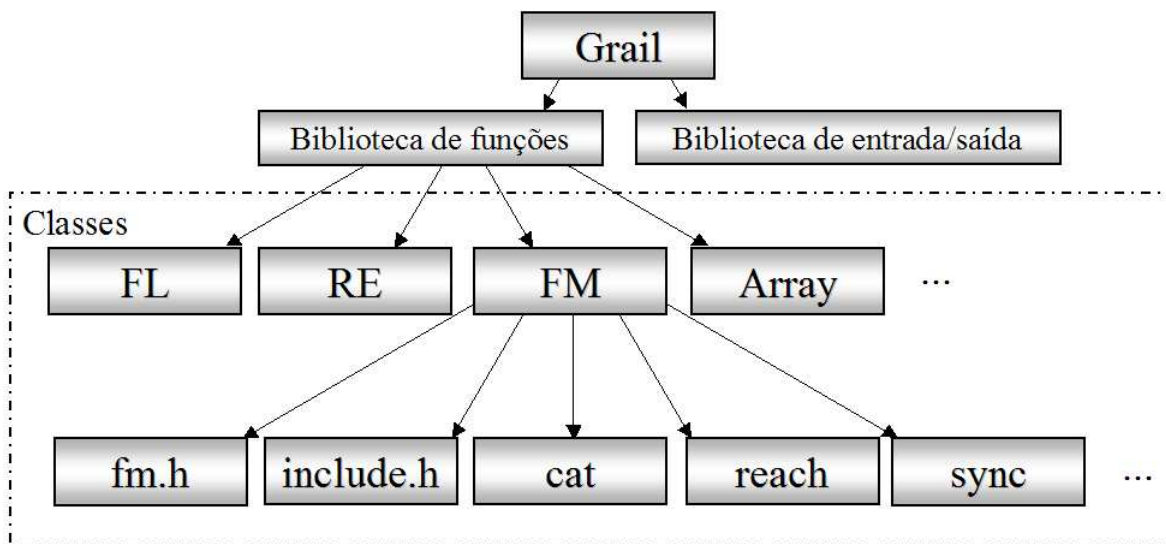 Grail
Biblioteca de funções
Biblioteca de entrada/saída
Classes
FL
RE
FM
Array
...
fm.h
include.h
cat
reach
sync
...